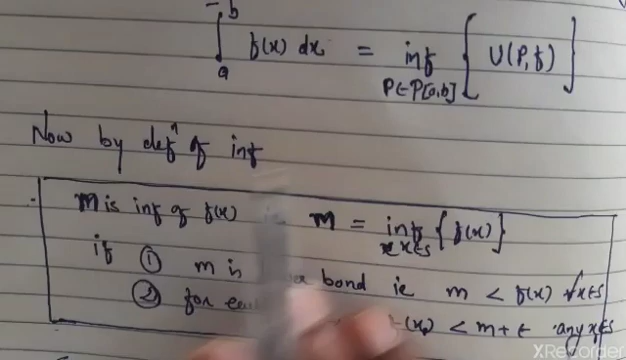 ∫ₐ⁻ᵇ f(x) dx = inf { U(P,f) }
P∈P[a,b]
Now by defⁿ of inf
m is inf of f(x) m = inf { f(x) }
x∈s
if ① m is bond ie m < f(x) ∀x∈s
② for (x₀) < m+ε any x∈s
XRecorder